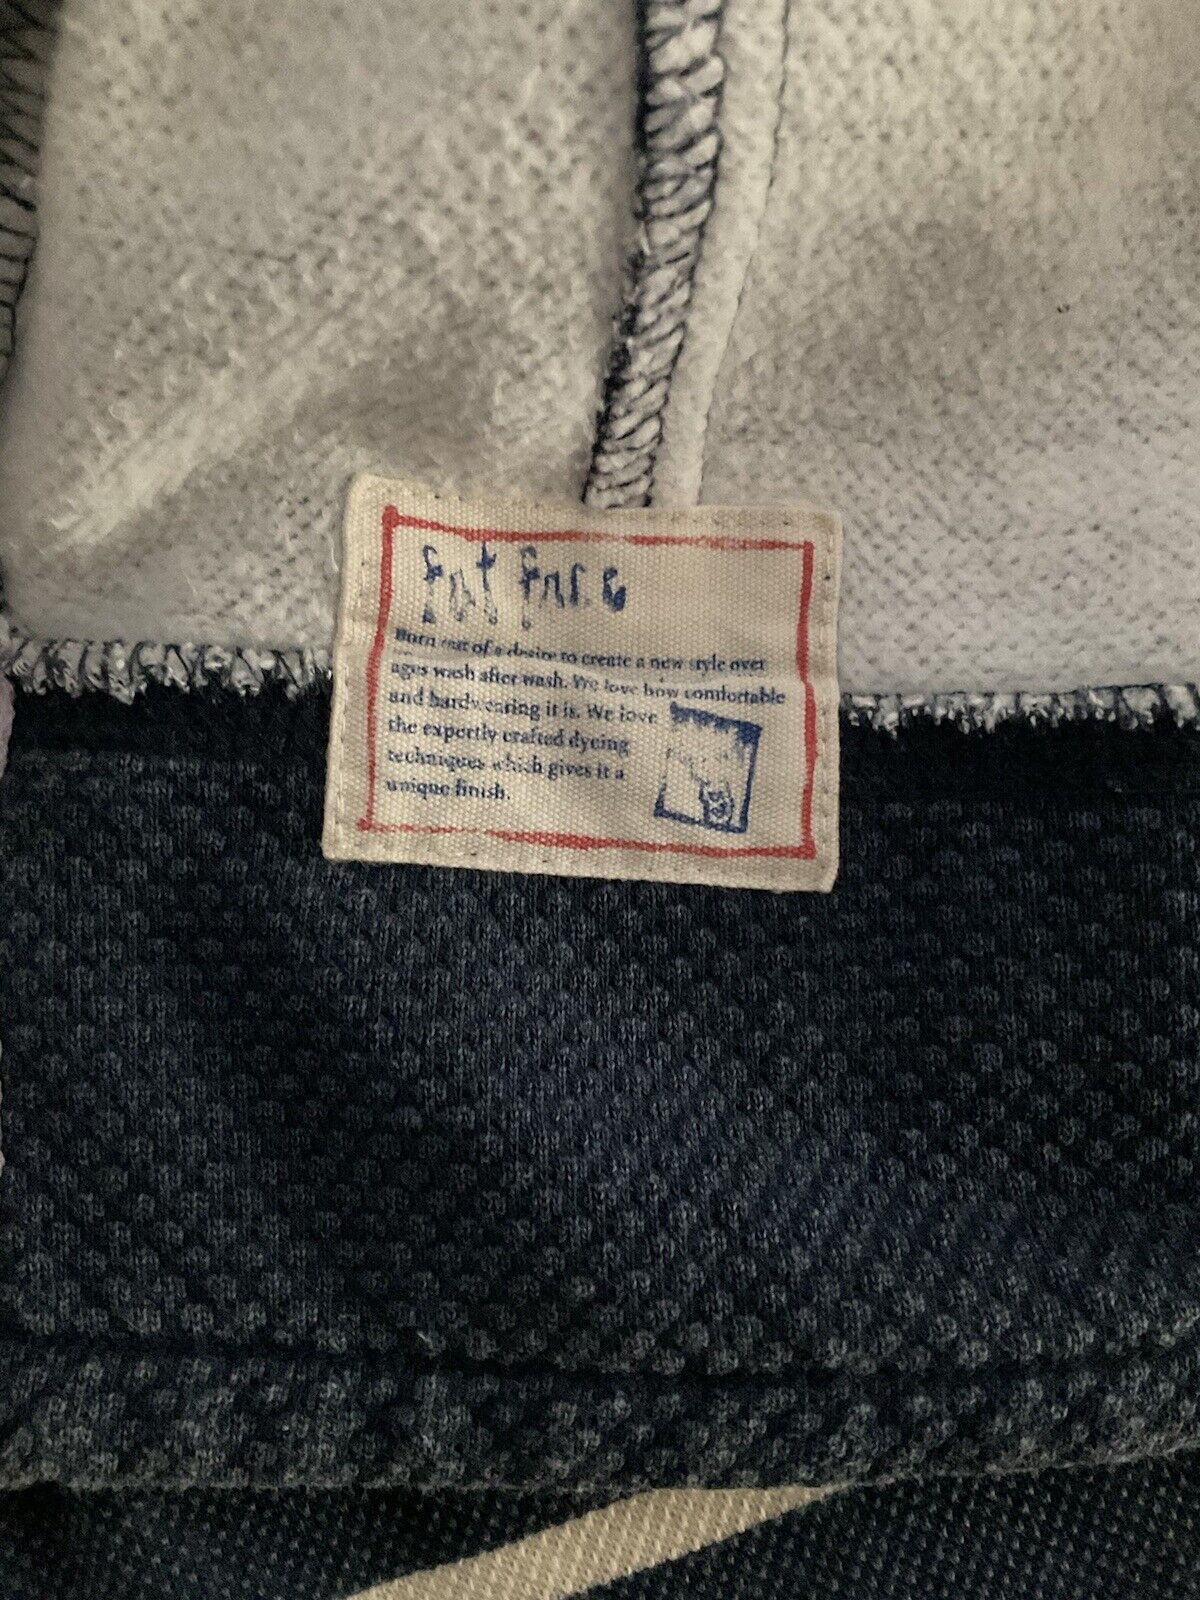 fat face
Born out of a desire to create a new style over
ages wash after wash. We love how comfortable
and hardwearing it is. We love
the expertly crafted dyeing
techniques which gives it a
unique finish.